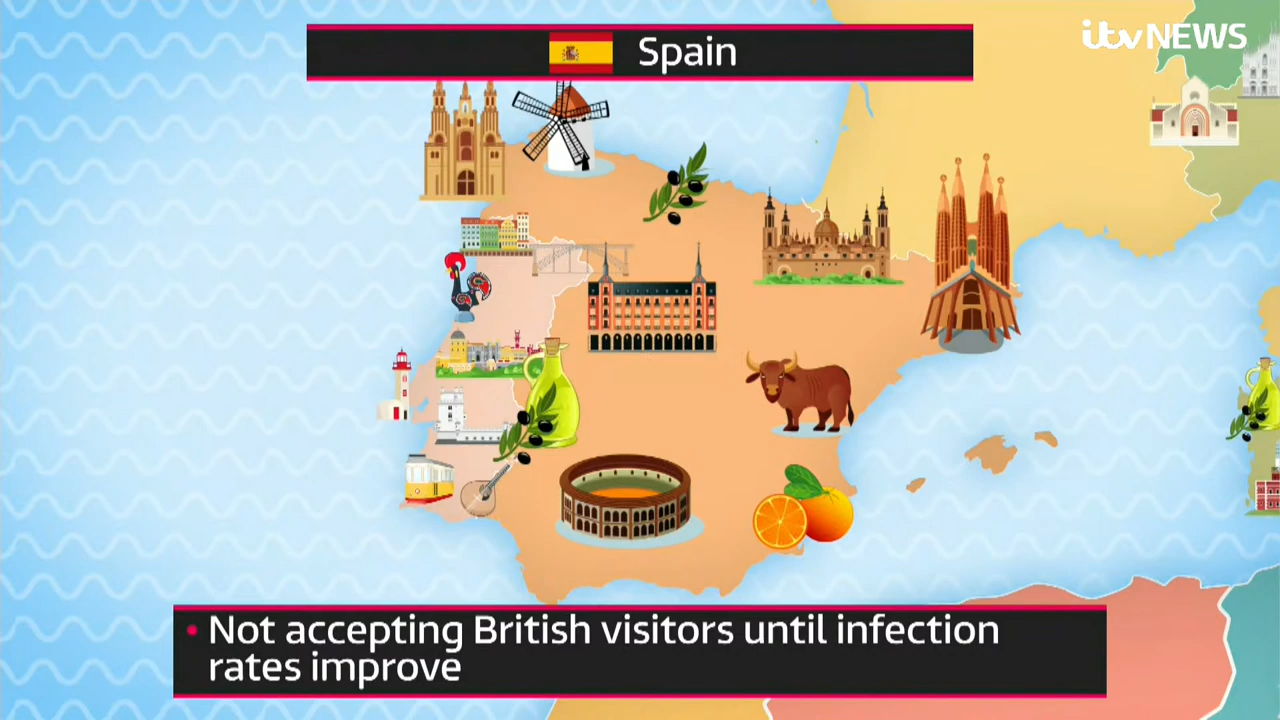 Spain
itv NEWS
• Not accepting British visitors until infection
rates improve